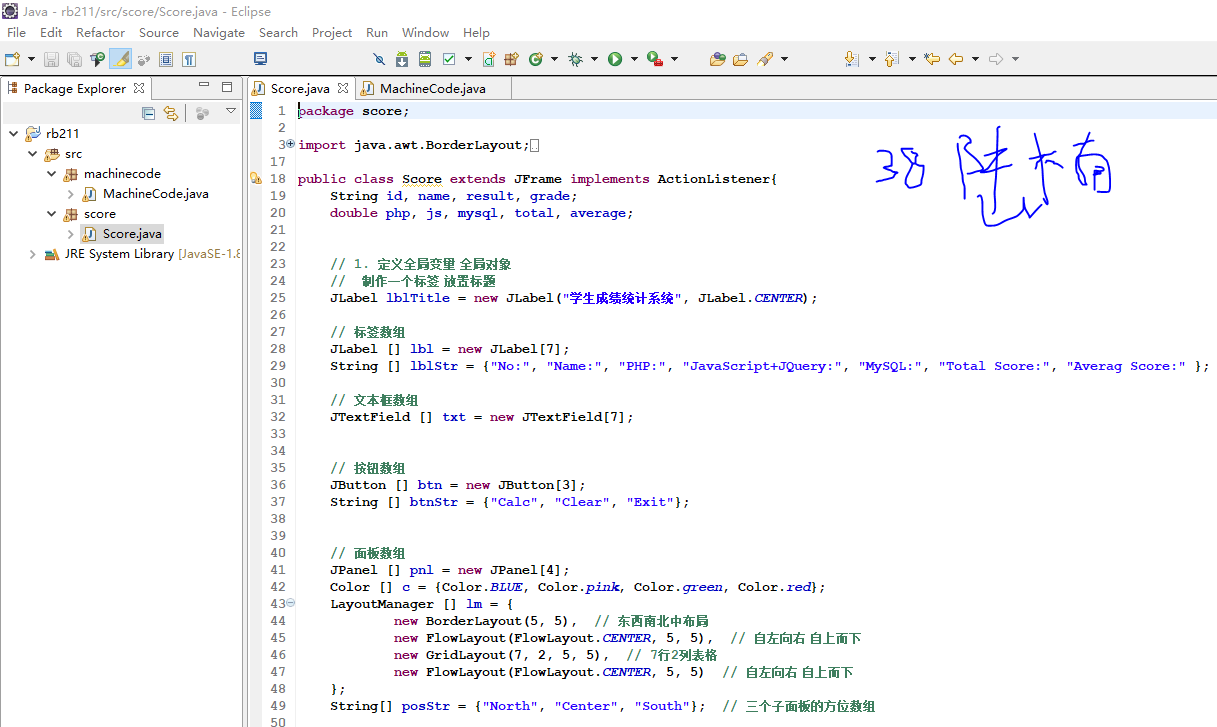 Java - rb211/src/score/Score.java - Eclipse
File Edit Refactor Source Navigate Search Project Run Window Help
Package Explorer
rb211
src
machinecode
MachineCode.java
score
Score.java
JRE System Library [JavaSE-1.8
Score.java MachineCode.java
1 package score;
2
3 import java.awt.BorderLayout;
17
18 public class Score extends JFrame implements ActionListener{
19 String id, name, result, grade;
20 double php, js, mysql, total, average;
21
22
23 // 1. 定义全局变量 全局对象
24 // 制作一个标签 放置标题
25 JLabel lblTitle = new JLabel("学生成绩统计系统", JLabel.CENTER);
26
27 // 标签数组
28 JLabel [] lbl = new JLabel[7];
29 String [] lblStr = {"No:", "Name:", "PHP:", "JavaScript+JQuery:", "MySQL:", "Total Score:", "Averag Score:" };
30
31 // 文本框数组
32 JTextField [] txt = new JTextField[7];
33
34
35 // 按钮数组
36 JButton [] btn = new JButton[3];
37 String [] btnStr = {"Calc", "Clear", "Exit"};
38
39
40 // 面板数组
41 JPanel [] pnl = new JPanel[4];
42 Color [] c = {Color.BLUE, Color.pink, Color.green, Color.red};
43 LayoutManager [] lm = {
44 new BorderLayout(5, 5), // 东西南北中布局
45 new FlowLayout(FlowLayout.CENTER, 5, 5), // 自左向右 自上而下
46 new GridLayout(7, 2, 5, 5), // 7行2列表格
47 new FlowLayout(FlowLayout.CENTER, 5, 5) // 自左向右 自上而下
48 };
49 String[] posStr = {"North", "Center", "South"}; // 三个子面板的方位数组
50
38